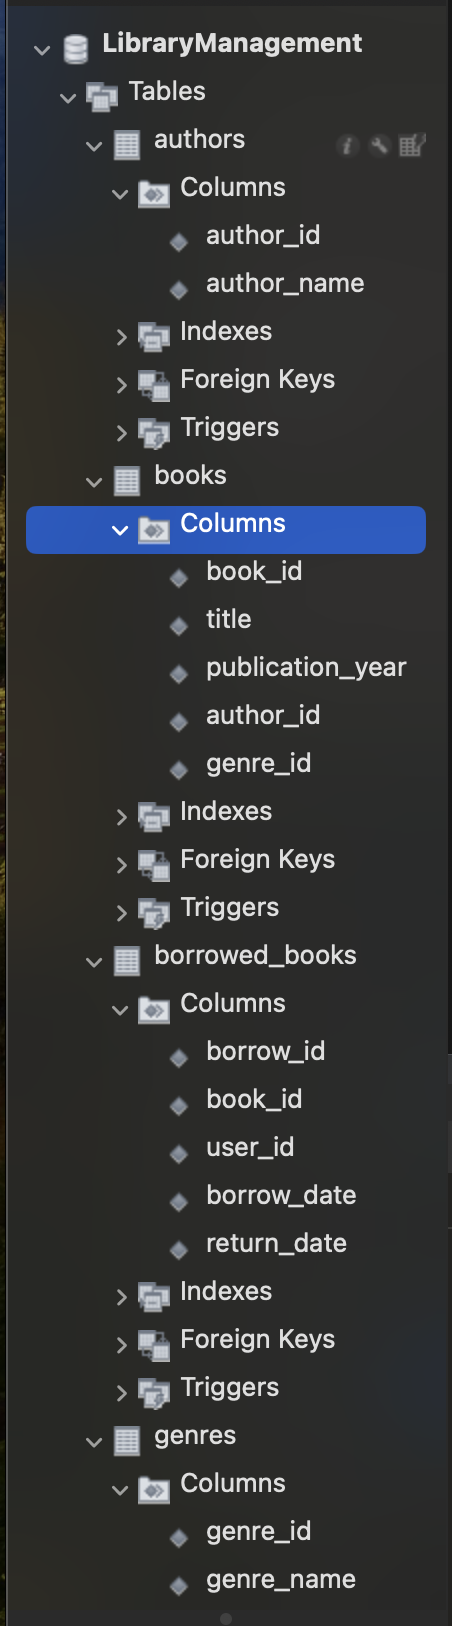 LibraryManagement
Tables
authors
Columns
author_id
author_name
Indexes
Foreign Keys
Triggers
books
Columns
book_id
title
publication_year
author_id
genre_id
Indexes
Foreign Keys
Triggers
borrowed_books
Columns
borrow_id
book_id
user_id
borrow_date
return_date
Indexes
Foreign Keys
Triggers
genres
Columns
genre_id
genre_name